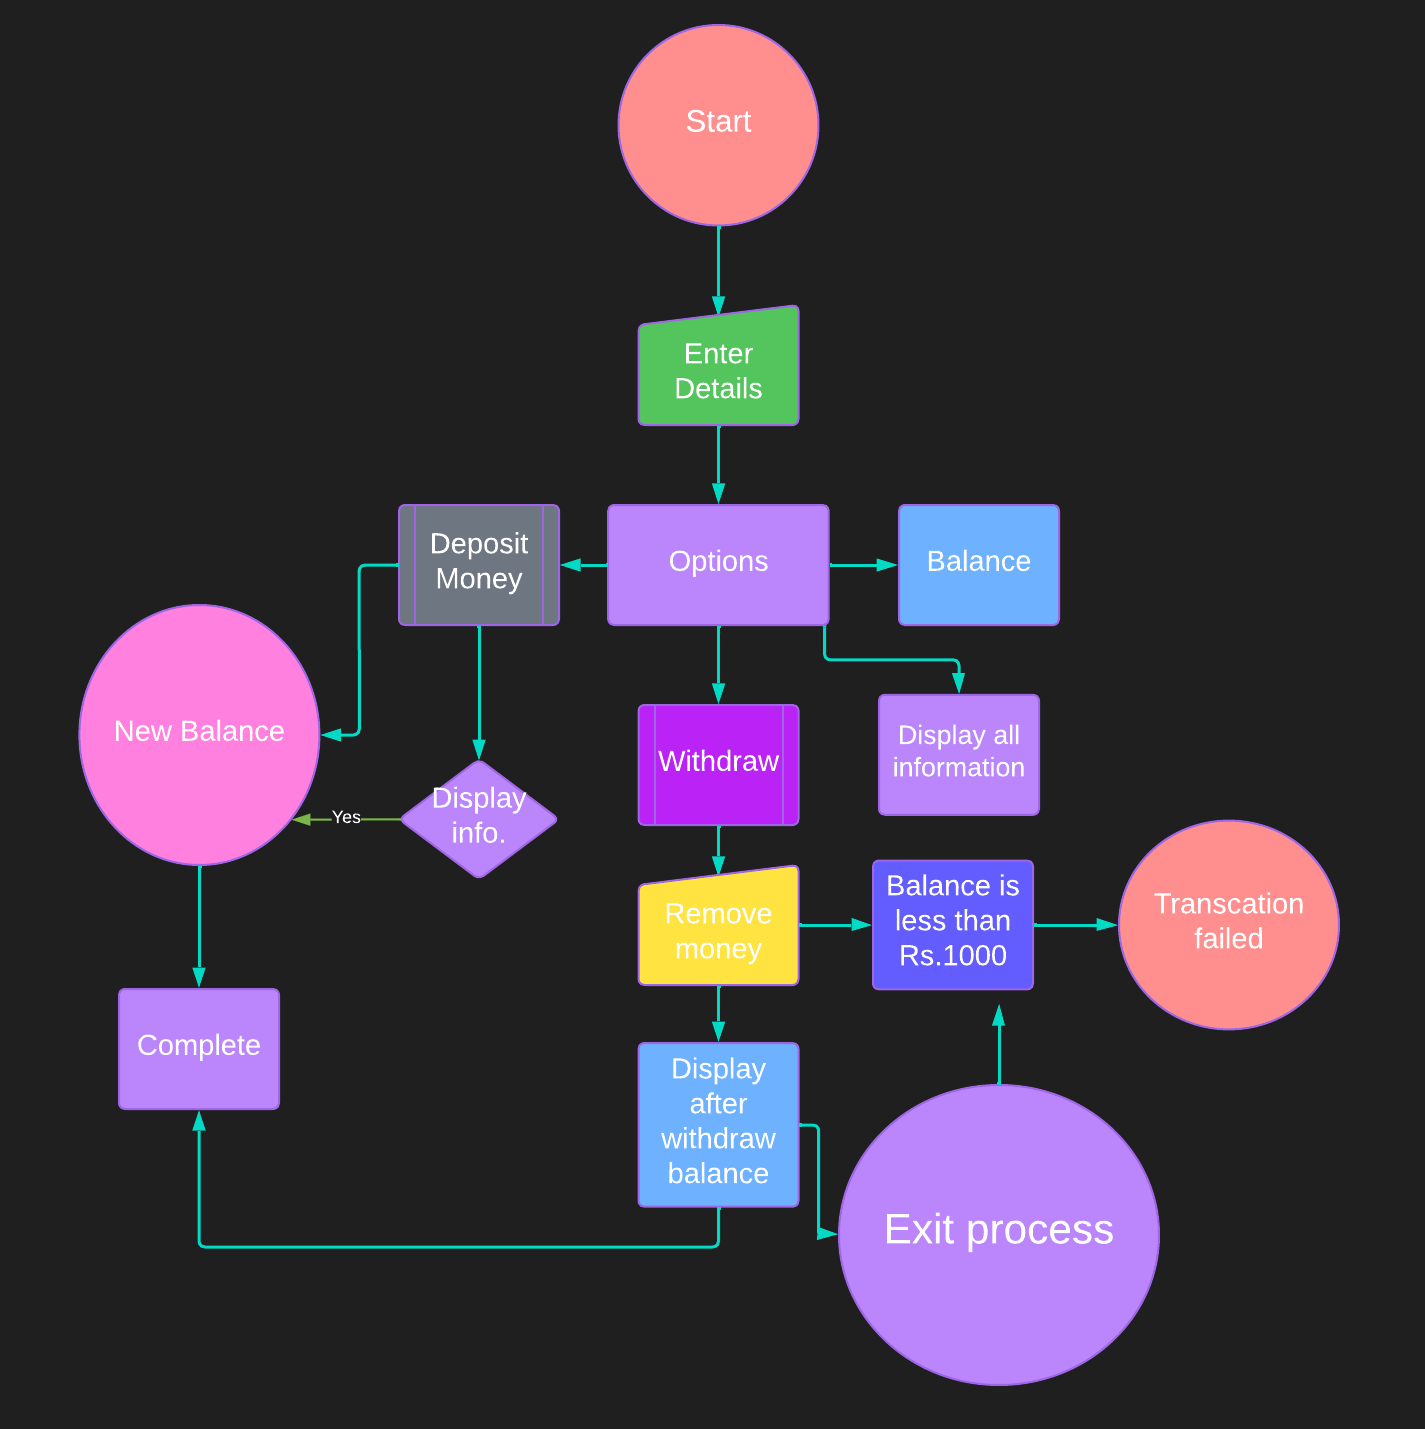 Start
Enter
Details
Deposit
Money
Options
Balance
New Balance
Display
info.
Yes
Withdraw
Display all
information
Remove
money
Balance is
less than
Rs.1000
Transcation
failed
Complete
Display
after
withdraw
balance
Exit process